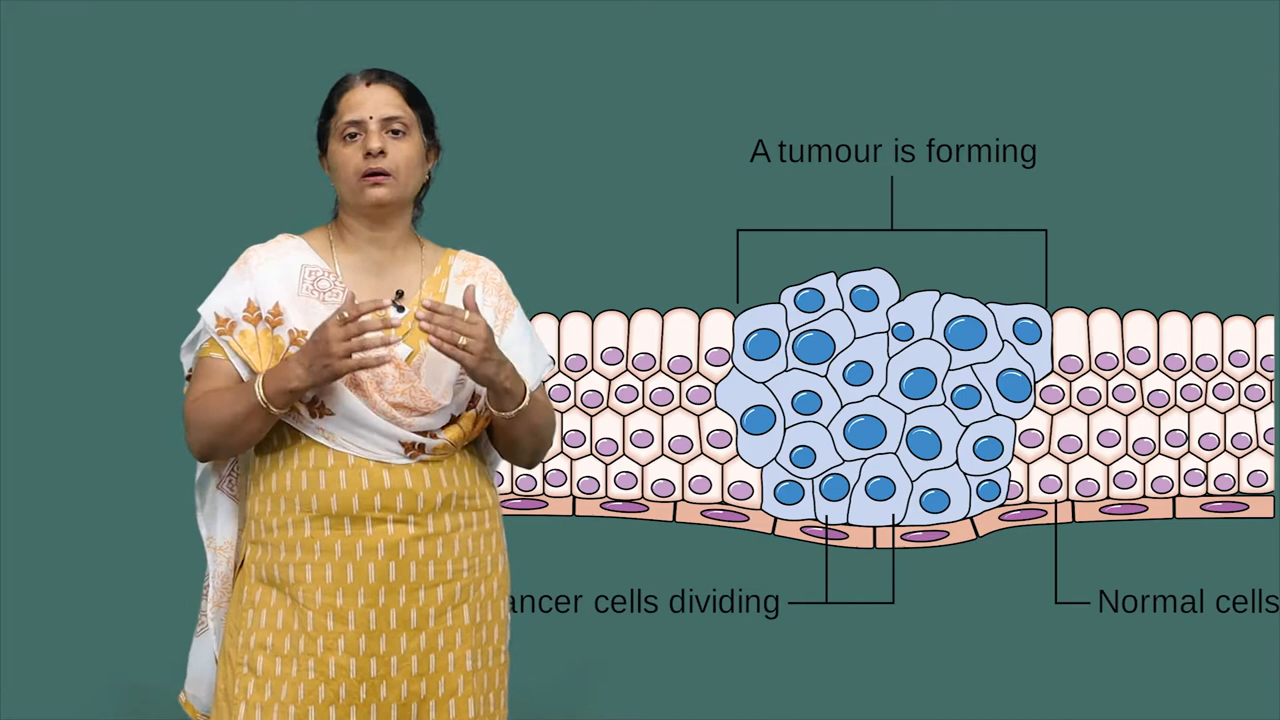 A tumour is forming
ancer cells dividing
Normal cells